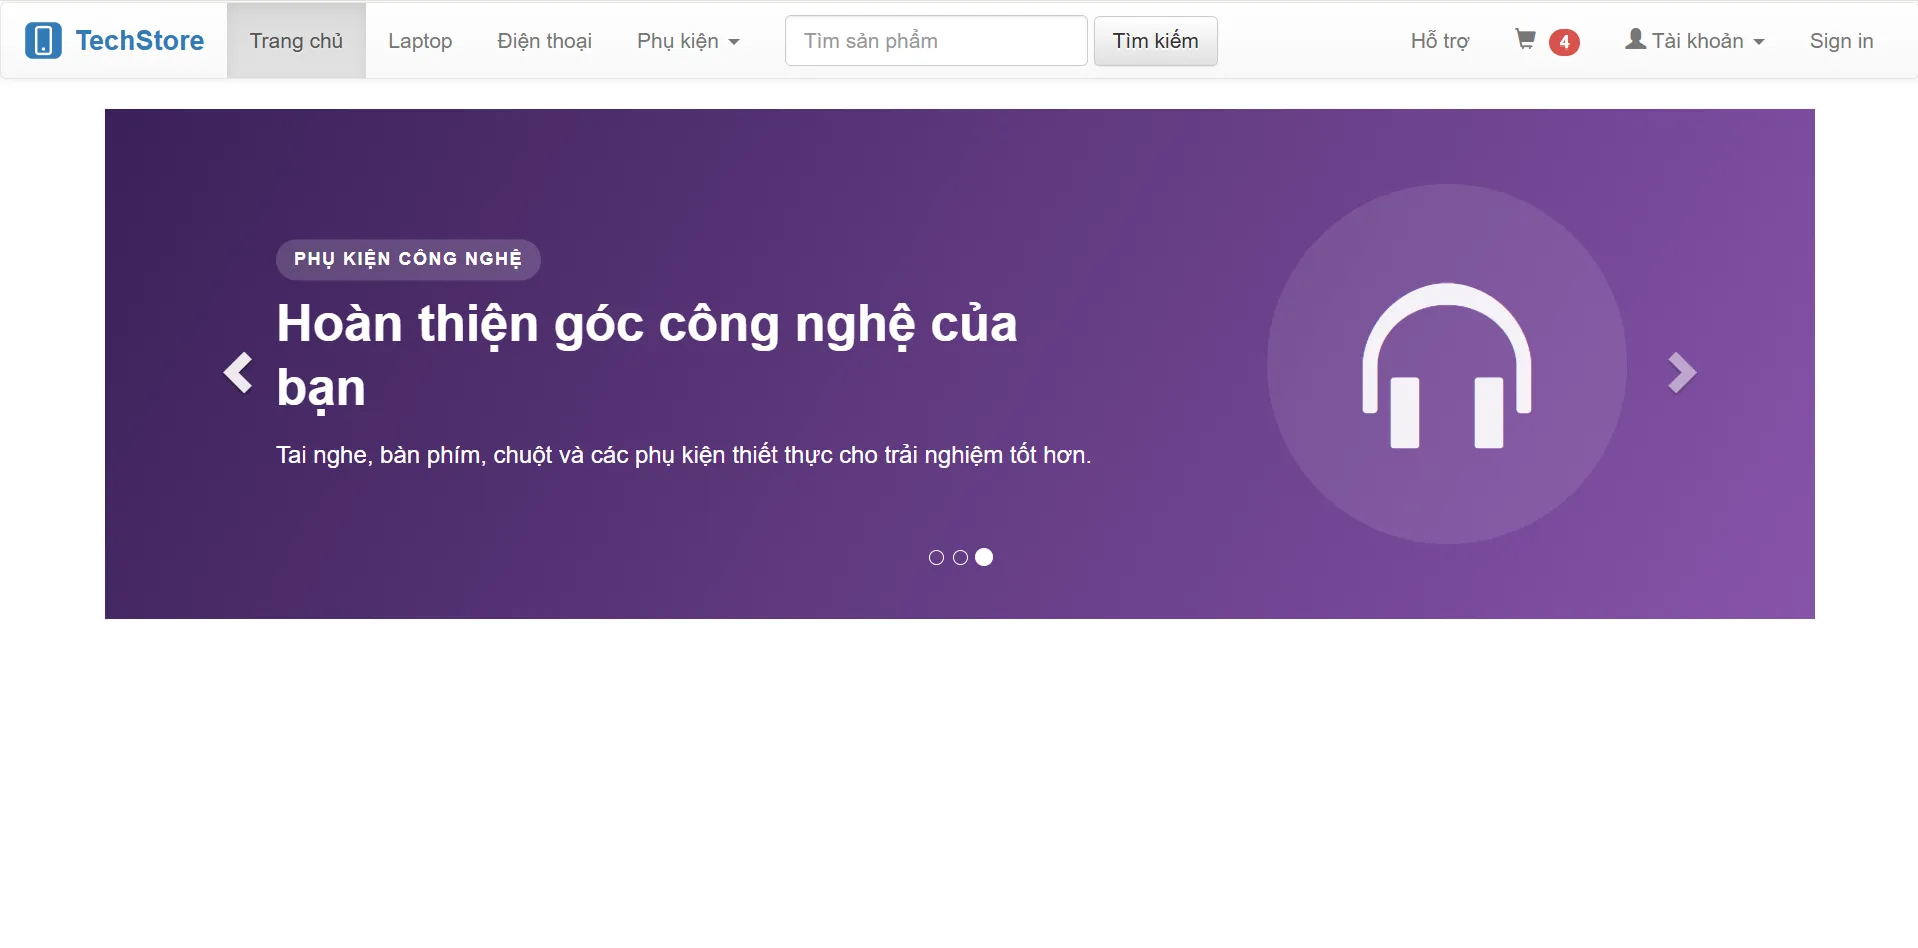 TechStore Trang chủ Laptop Điện thoại Phụ kiện Tìm sản phẩm Tìm kiếm Hỗ trợ 4 Tài khoản Sign in
PHỤ KIỆN CÔNG NGHỆ
Hoàn thiện góc công nghệ của
bạn
Tai nghe, bàn phím, chuột và các phụ kiện thiết thực cho trải nghiệm tốt hơn.